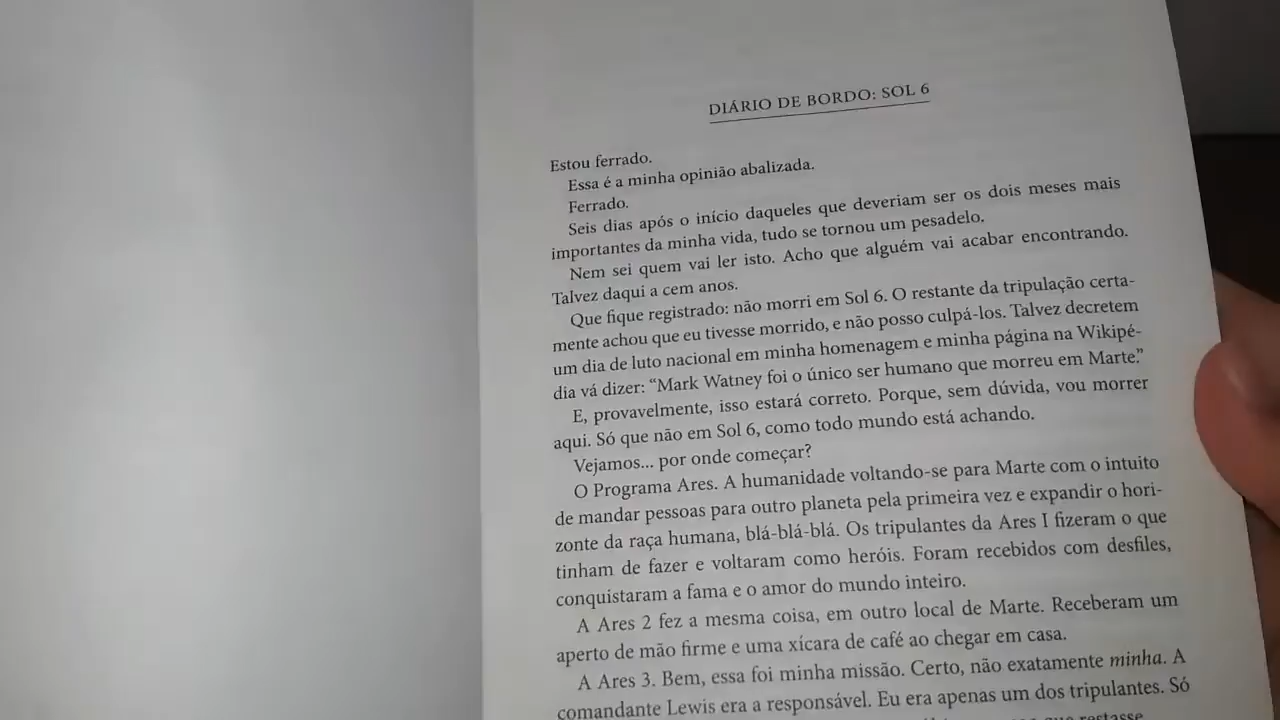 DIÁRIO DE BORDO: SOL 6
Estou ferrado.
Essa é a minha opinião abalizada.
Ferrado.
Seis dias após o início daqueles que deveriam ser os dois meses mais
importantes da minha vida, tudo se tornou um pesadelo.
Nem sei quem vai ler isto. Acho que alguém vai acabar encontrando.
Talvez daqui a cem anos.
Que fique registrado: não morri em Sol 6. O restante da tripulação certa-
mente achou que eu tivesse morrido, e não posso culpá-los. Talvez decretem
um dia de luto nacional em minha homenagem e minha página na Wikipé-
dia vá dizer: “Mark Watney foi o único ser humano que morreu em Marte.”
E, provavelmente, isso estará correto. Porque, sem dúvida, vou morrer
aqui. Só que não em Sol 6, como todo mundo está achando.
Vejamos... por onde começar?
O Programa Ares. A humanidade voltando-se para Marte com o intuito
de mandar pessoas para outro planeta pela primeira vez e expandir o hori-
zonte da raça humana, blá-blá-blá. Os tripulantes da Ares I fizeram o que
tinham de fazer e voltaram como heróis. Foram recebidos com desfiles,
conquistaram a fama e o amor do mundo inteiro.
A Ares 2 fez a mesma coisa, em outro local de Marte. Receberam um
aperto de mão firme e uma xícara de café ao chegar em casa.
A Ares 3. Bem, essa foi minha missão. Certo, não exatamente minha. A
comandante Lewis era a responsável. Eu era apenas um dos tripulantes. Só
que restasse